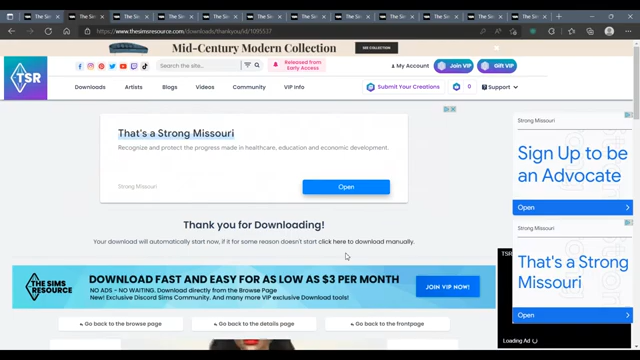 The Sims
The Sims Resource
https://www.thesimsresource.com/downloads/thankyou/id/1095537
Mid-Century Modern Collection
SEE COLLECTION
TSR
Search the site...
Released from
Early Access
My Account
Join VIP
Gift VIP
Downloads
Artists
Blogs
Videos
Community
VIP Info
Submit Your Creations
0
Support
That's a Strong Missouri
Recognize and protect the progress made in healthcare, education and economic development.
Strong Missouri
Open
Strong Missouri
Sign Up to be
an Advocate
Open
Strong Missouri
That's a Strong
Missouri
Open
Thank you for Downloading!
Your download will automatically start now, if it for some reason doesn't start click here to download manually.
TSR
Loading Ad
THE SIMS
RESOURCE
DOWNLOAD FAST AND EASY FOR AS LOW AS $3 PER MONTH
NO ADS - NO WAITING. Download directly from the Browse Page
New! Exclusive Discord Sims Community. And many more VIP exclusive Download tools!
JOIN VIP NOW!
Go back to the browse page
Go back to the details page
Go back to the frontpage